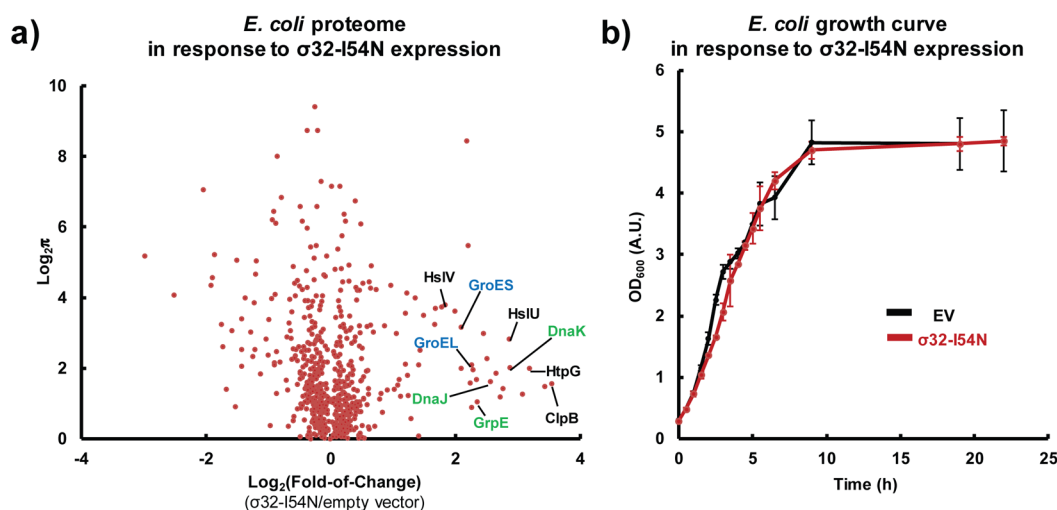 a)
E. coli proteome
in response to σ32-I54N expression
Log₂π
10
8
6
4
2
0
-4
-2
0
2
4
HslV
GroES
HslU
DnaK
GroEL
HtpG
DnaJ
GrpE
ClpB
Log₂(Fold-of-Change)
(σ32-I54N/empty vector)
b)
E. coli growth curve
in response to σ32-I54N expression
OD₆₀₀ (A.U.)
6
5
4
3
2
1
0
0
5
10
15
20
25
EV
σ32-I54N
Time (h)